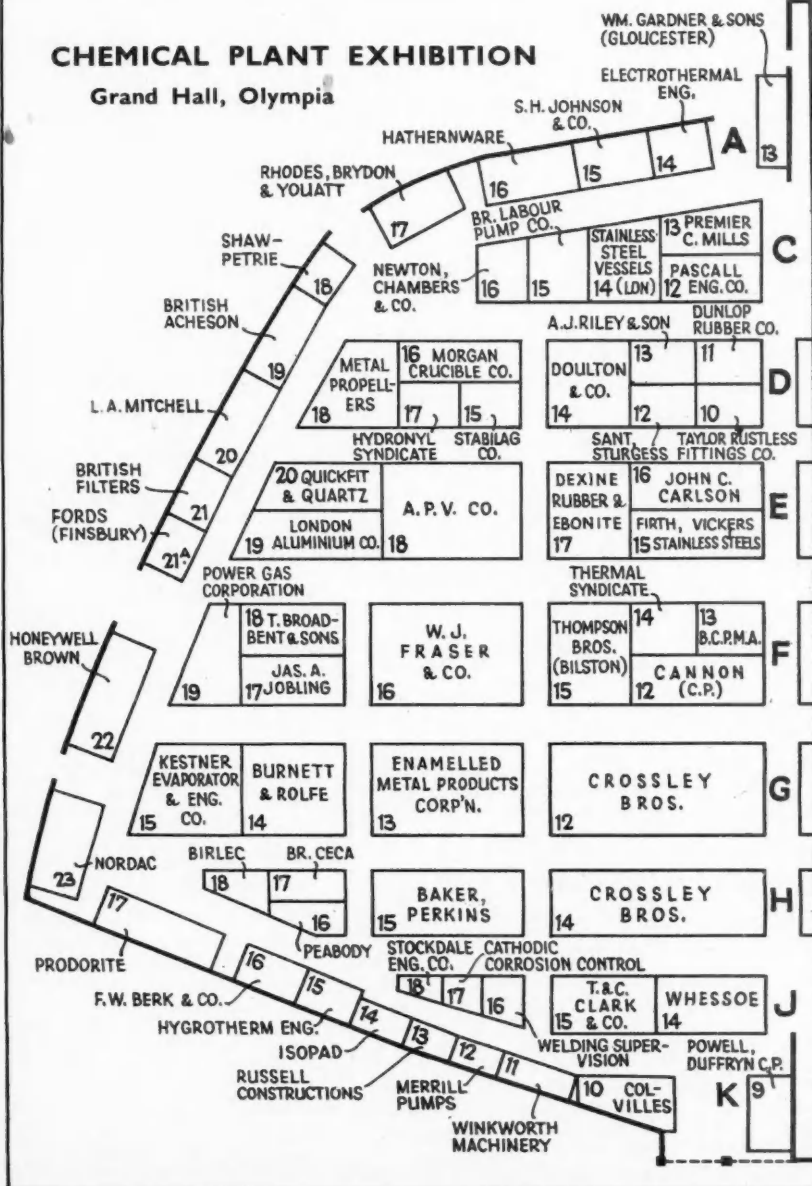 CHEMICAL PLANT EXHIBITION
Grand Hall, Olympia
WM. GARDNER & SONS
(GLOUCESTER)
13
ELECTROTHERMAL
ENG.
14
S.H. JOHNSON
& CO.
15
HATHERNWARE
16
RHODES, BRYDON
& YOUATT
17
A
SHAW-
PETRIE
18
BRITISH
ACHESON
19
L.A. MITCHELL
20
BRITISH
FILTERS
21
FORDS
(FINSBURY)
21A
HONEYWELL
BROWN
22
NORDAC
23
NEWTON,
CHAMBERS
& CO.
16
BR. LABOUR
PUMP CO.
15
STAINLESS
STEEL
VESSELS
14 (LDN)
13 PREMIER
C. MILLS
PASCALL
12 ENG. CO.
C
METAL
PROPELL-
ERS
18
16 MORGAN
CRUCIBLE CO.
17
HYDRONYL
SYNDICATE
15
STABILAG
CO.
DOULTON
& CO.
14
A.J. RILEY & SON
13
DUNLOP
RUBBER CO.
11
12
SANT,
STURGESS
10
TAYLOR RUSTLESS
FITTINGS CO.
D
20 QUICKFIT
& QUARTZ
LONDON
19 ALUMINIUM CO.
A.P.V. CO.
18
DEXINE
RUBBER &
EBONITE
17
16 JOHN C.
CARLSON
FIRTH, VICKERS
15 STAINLESS STEELS
E
POWER GAS
CORPORATION
19
18 T. BROAD-
BENT & SONS
JAS. A.
17 JOBLING
W. J.
FRASER
& CO.
16
THOMPSON
BROS.
(BILSTON)
15
THERMAL
SYNDICATE
14
13
B.C.P.M.A.
CANNON
12 (C.P.)
F
KESTNER
EVAPORATOR
& ENG.
CO.
15
BURNETT
& ROLFE
14
ENAMELLED
METAL PRODUCTS
CORP'N.
13
CROSSLEY
BROS.
12
G
BIRLEC
18
BR. CECA
17
16
PEABODY
BAKER,
PERKINS
15
CROSSLEY
BROS.
14
H
STOCKDALE
ENG. CO.
18
CATHODIC
CORROSION CONTROL
17
16
WELDING SUPER-
VISION
T. & C.
CLARK
& CO.
15
WHESSOE
14
J
17
PRODORITE
16
F.W. BERK & CO.
15
HYGROTHERM ENG.
14
ISOPAD
13
RUSSELL
CONSTRUCTIONS
12
MERRILL
PUMPS
11
WINKWORTH
MACHINERY
10 COL-
VILLES
K
POWELL,
DUFFRYN C.P.
9